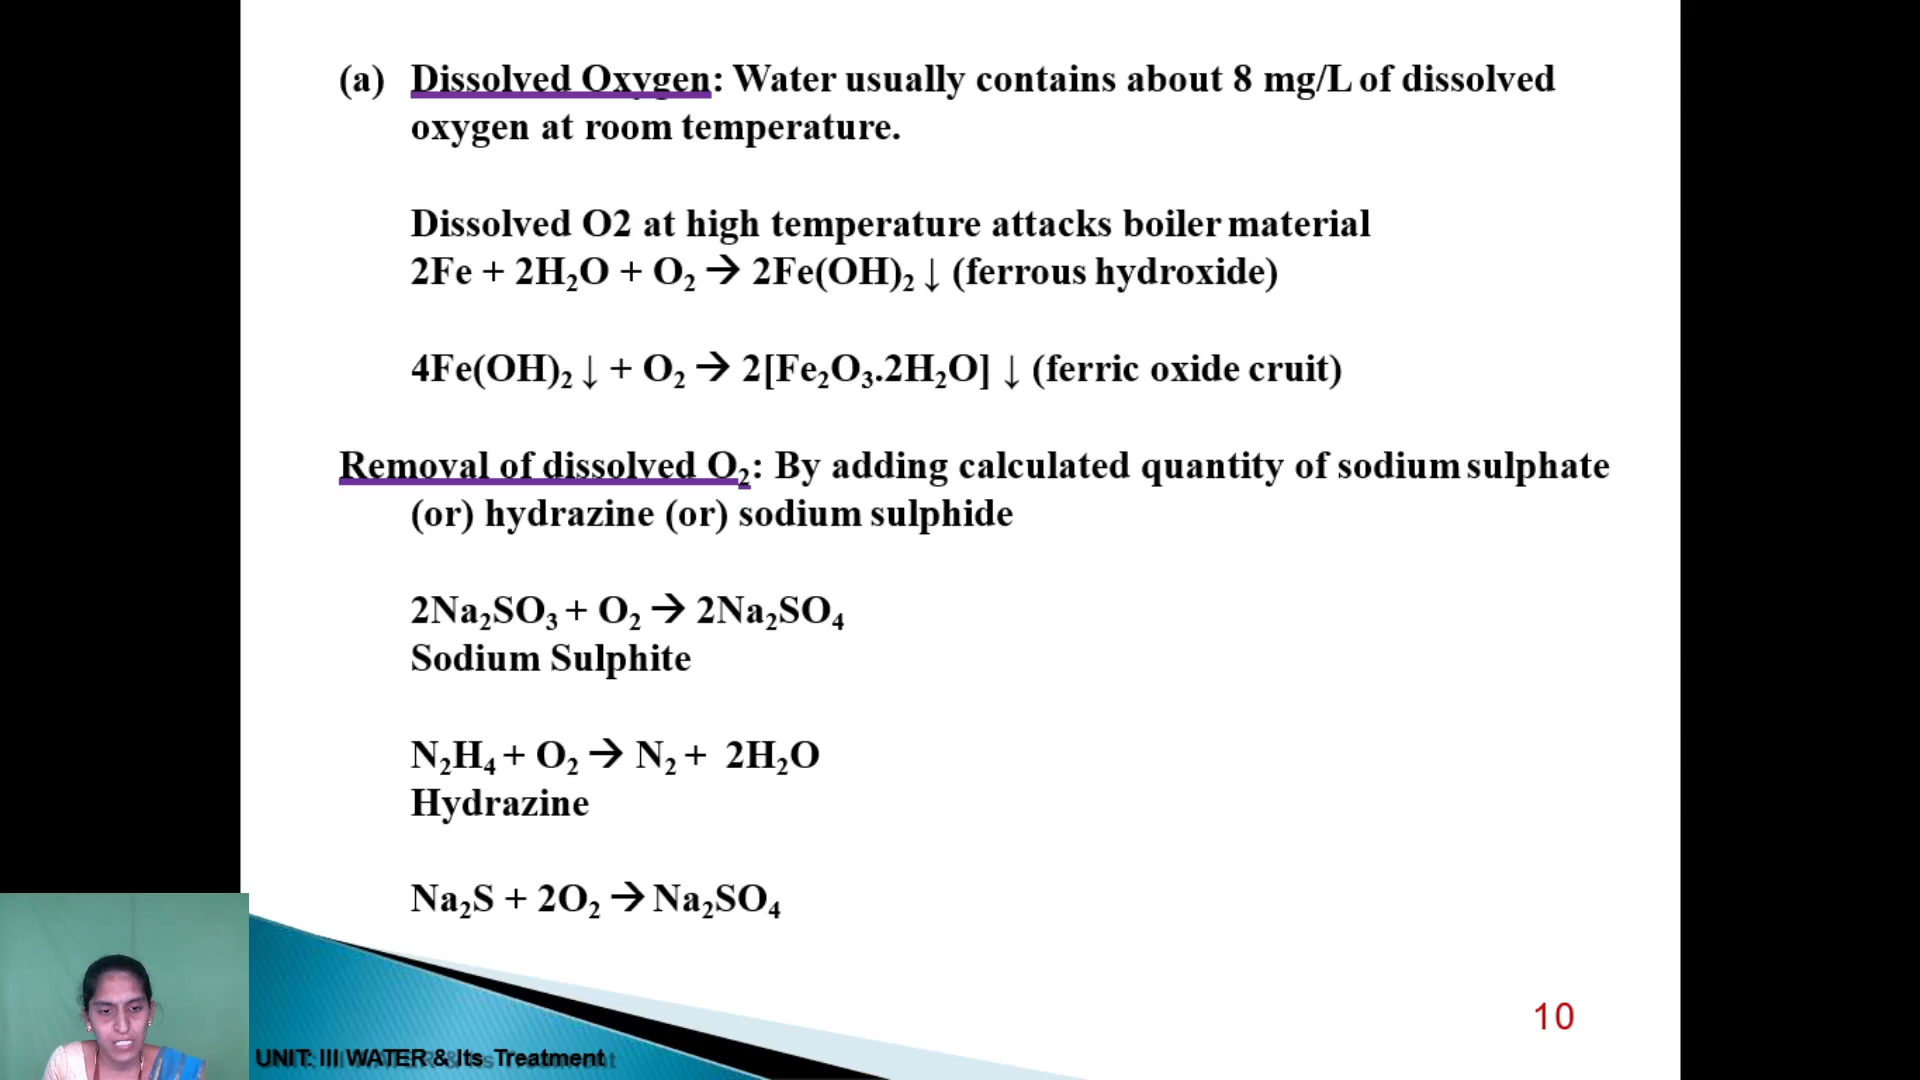 (a) Dissolved Oxygen: Water usually contains about 8 mg/L of dissolved
oxygen at room temperature.
Dissolved O2 at high temperature attacks boiler material
2Fe + 2H₂O + O₂ → 2Fe(OH)₂ ↓ (ferrous hydroxide)
4Fe(OH)₂ ↓ + O₂ → 2[Fe₂O₃.2H₂O] ↓ (ferric oxide cruit)
Removal of dissolved O₂: By adding calculated quantity of sodium sulphate
(or) hydrazine (or) sodium sulphide
2Na₂SO₃ + O₂ → 2Na₂SO₄
Sodium Sulphite
N₂H₄ + O₂ → N₂ + 2H₂O
Hydrazine
Na₂S + 2O₂ → Na₂SO₄
10
UNIT: III WATER & Its Treatment